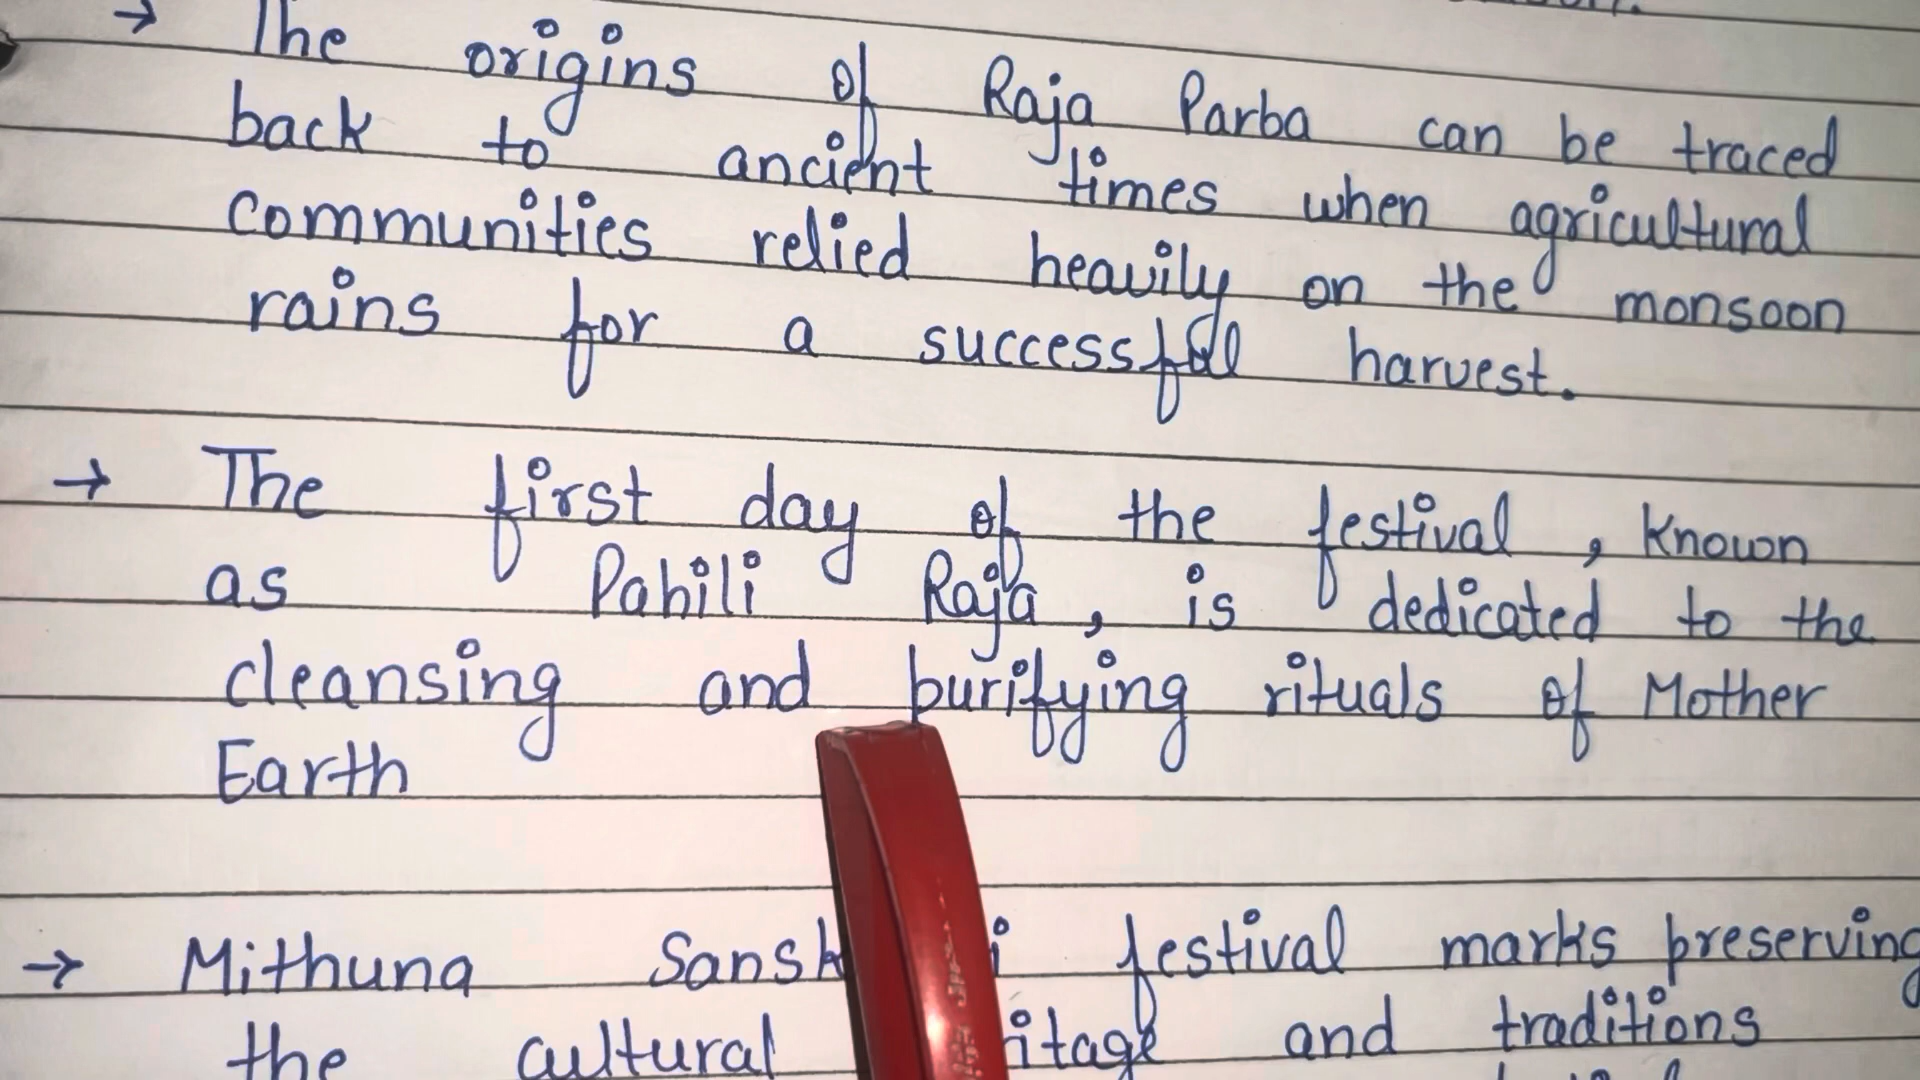 → The origins of Raja Parba can be traced
back to ancient times when agricultural
communities relied heavily on the monsoon
rains for a successful harvest.
→ The first day of the festival, known
as Pahili Raja, is dedicated to the
cleansing and purifying rituals of Mother
Earth
→ Mithuna festival marks preserving
the cultural and traditions